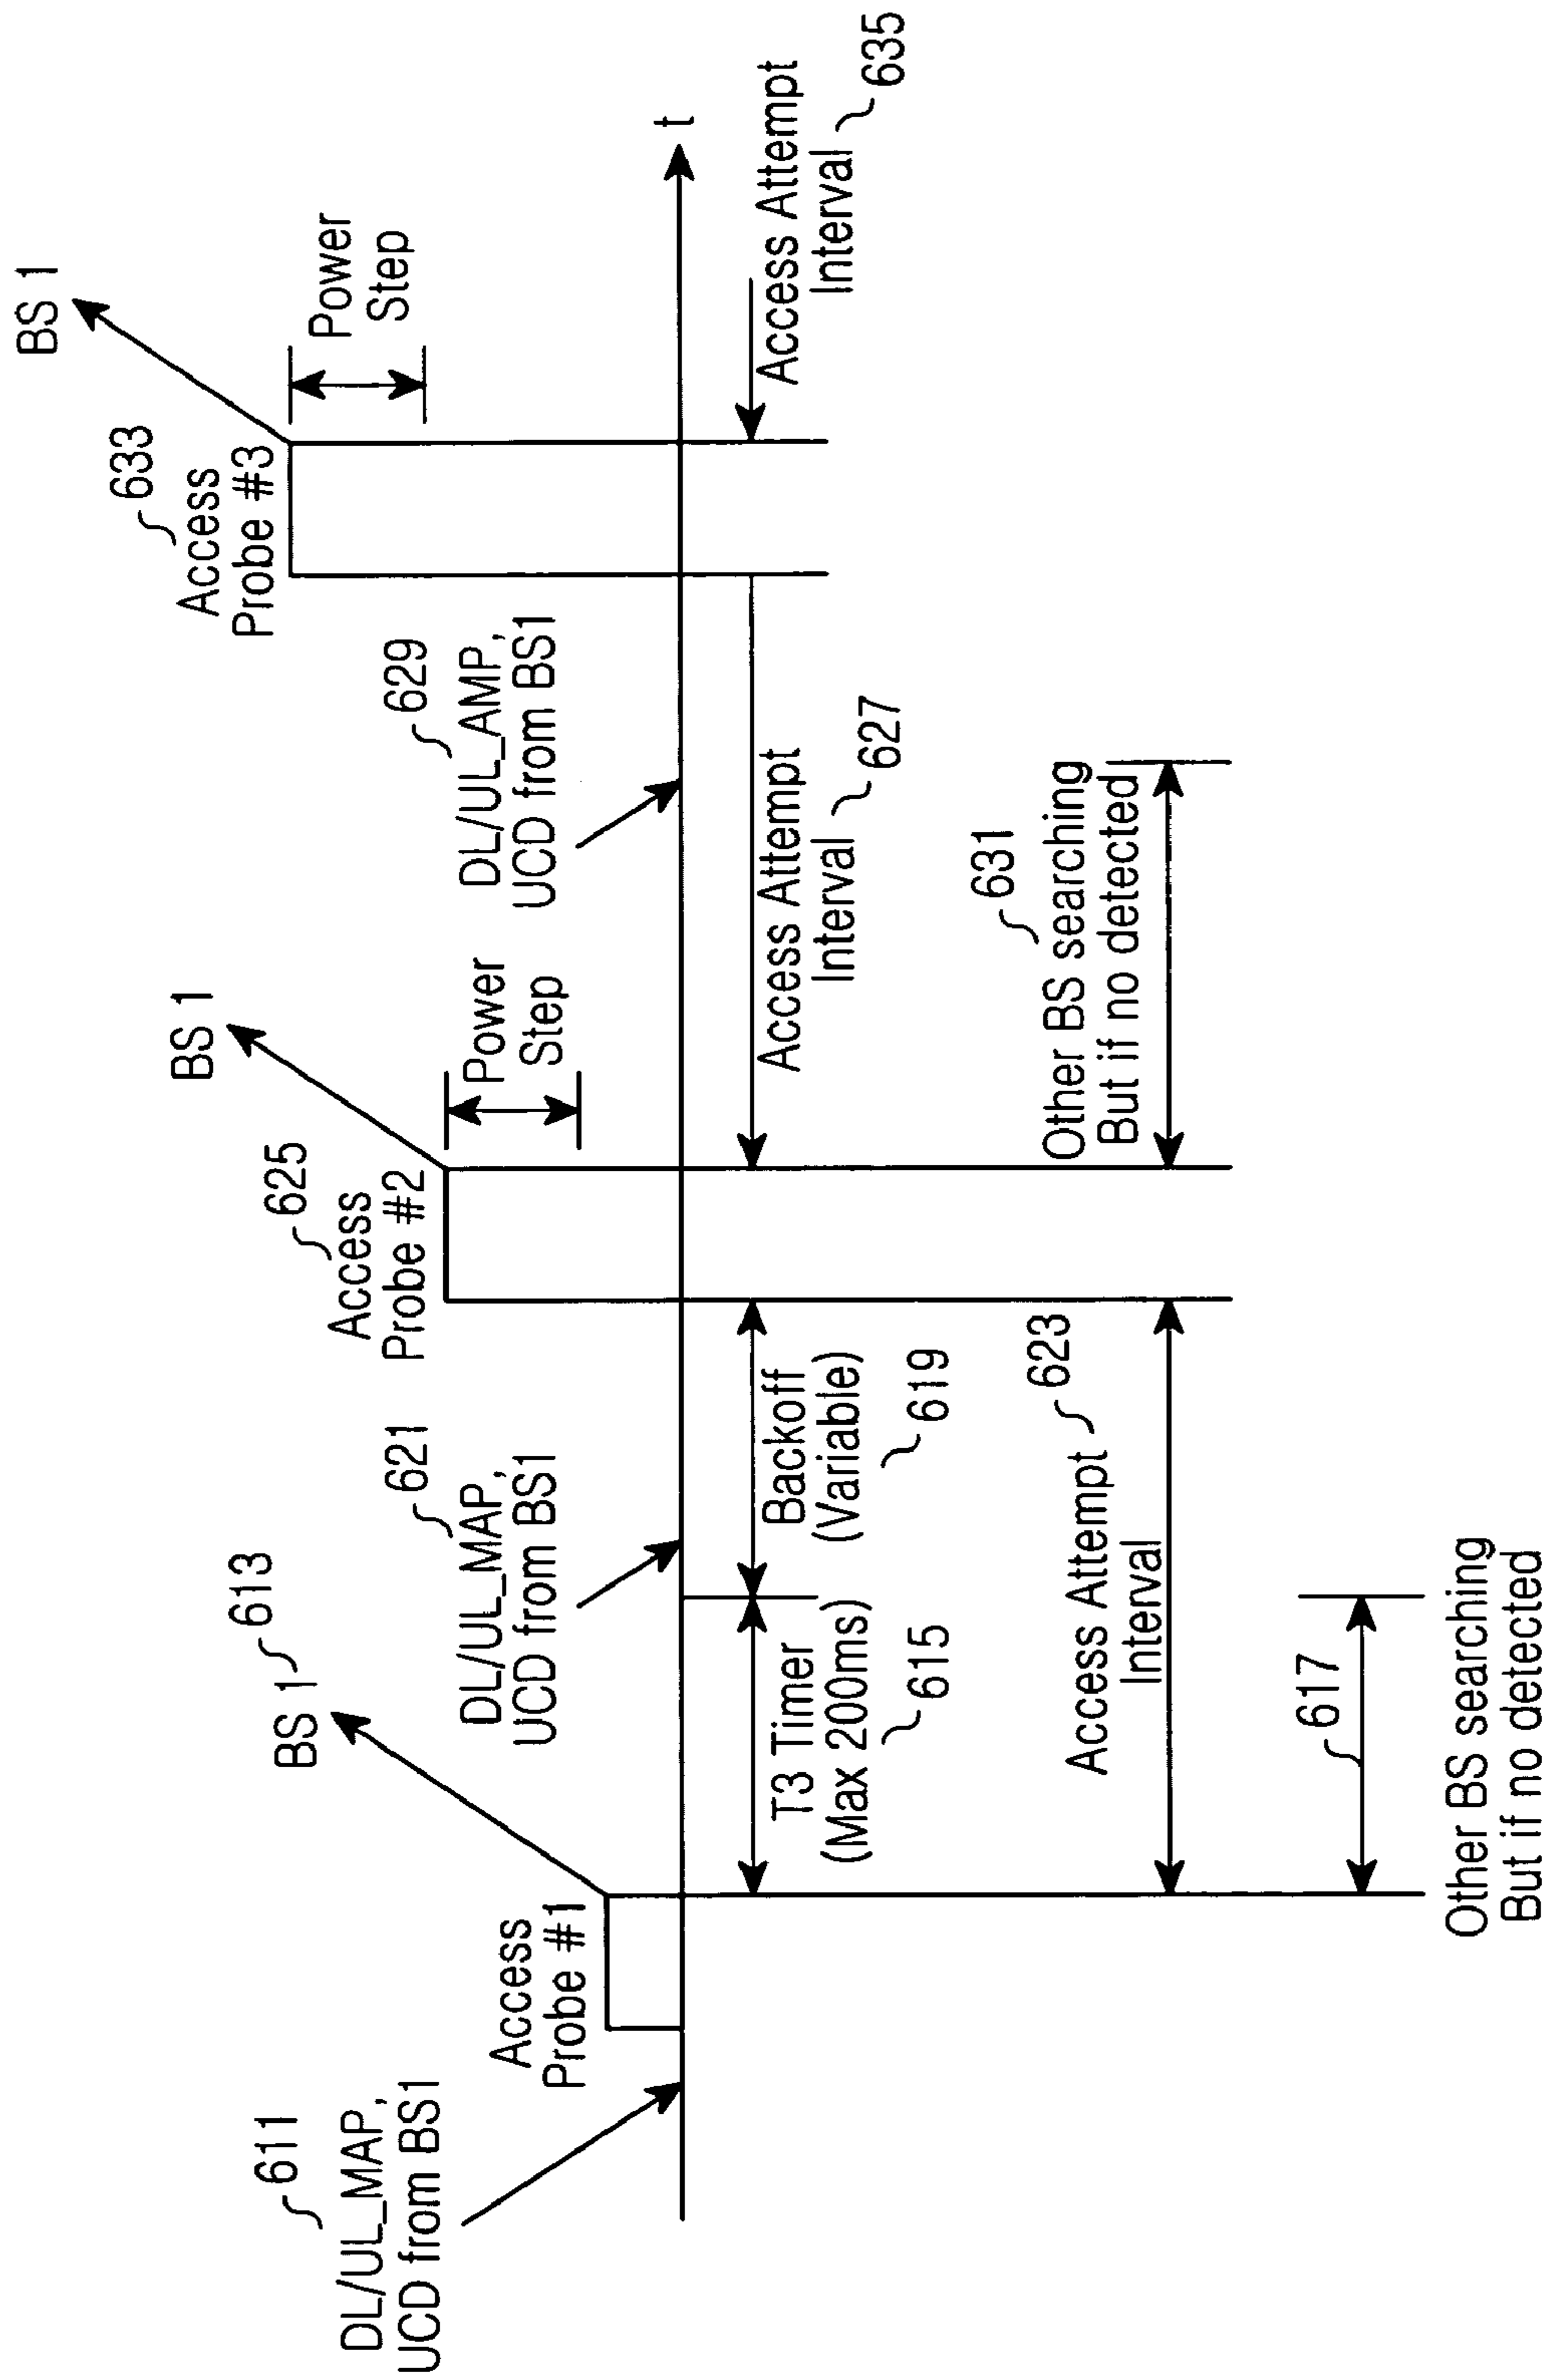 611
DL/UL_MAP,
UCD from BS1
Access
Probe #1
BS 1
613
621
DL/UL_MAP,
UCD from BS1
T3 Timer
(Max 200ms)
615
Backoff
(Variable)
619
Access Attempt
Interval
623
617
Other BS searching
But if no detected
625
Access
Probe #2
BS 1
Power
Step
629
DL/UL_AMP,
UCD from BS1
Access Attempt
Interval
627
631
Other BS searching
But if no detected
633
Access
Probe #3
BS 1
Power
Step
t
Access Attempt
Interval
635